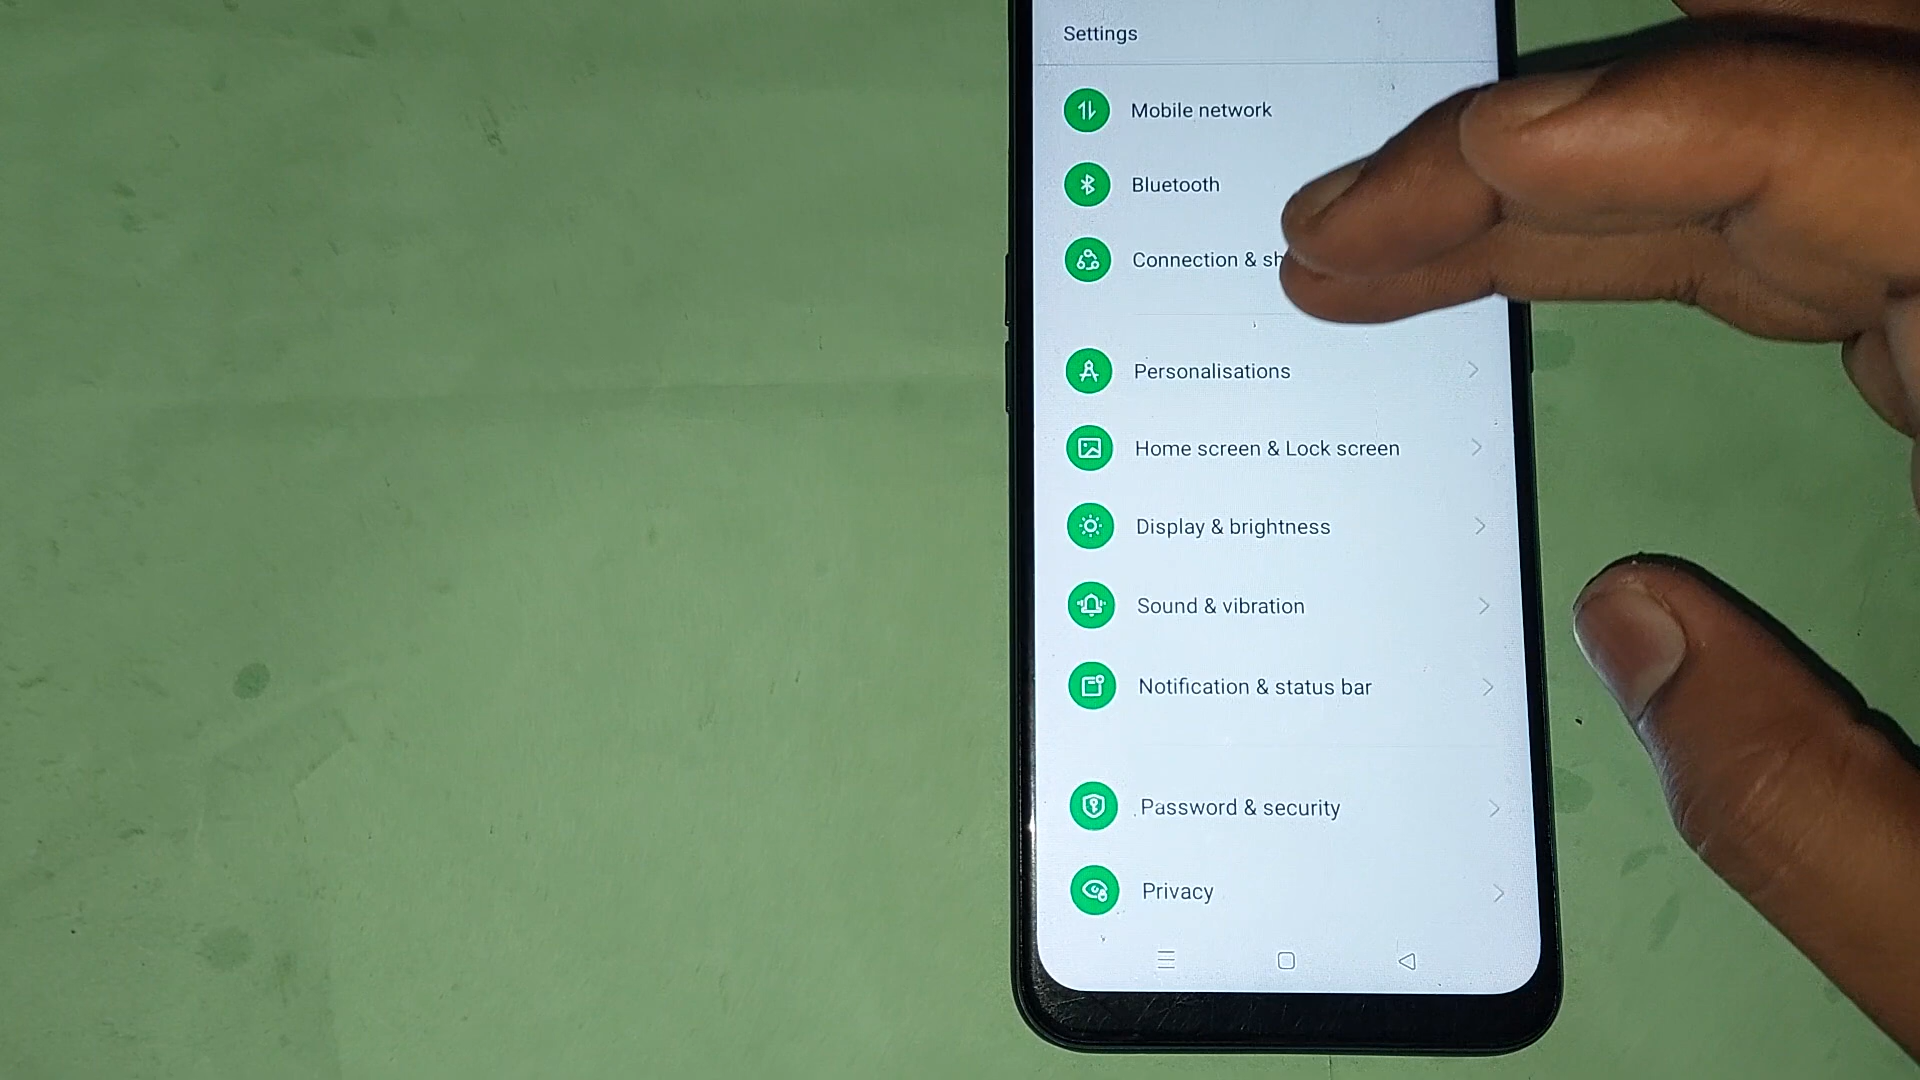 Settings
Mobile network
Bluetooth
Connection &
Personalisations
Home screen & Lock screen
Display & brightness
Sound & vibration
Notification & status bar
Password & security
Privacy